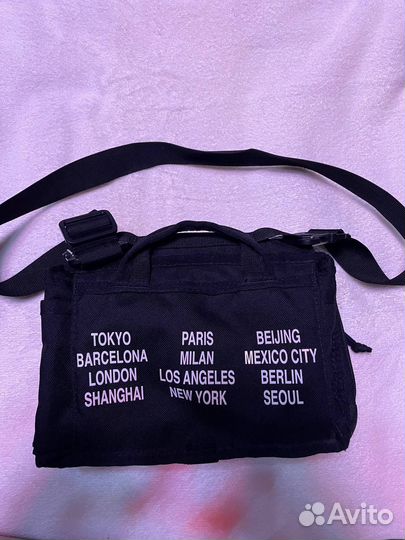 TOKYO PARIS BEIJING
BARCELONA MILAN MEXICO CITY
LONDON LOS ANGELES BERLIN
SHANGHAI NEW YORK SEOUL
Avito